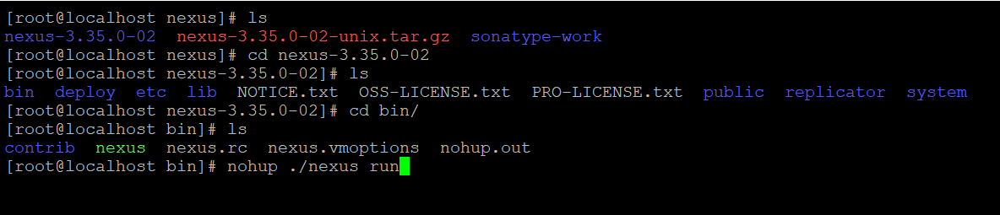 [root@localhost nexus]# ls
nexus-3.35.0-02  nexus-3.35.0-02-unix.tar.gz  sonatype-work
[root@localhost nexus]# cd nexus-3.35.0-02
[root@localhost nexus-3.35.0-02]# ls
bin  deploy  etc  lib  NOTICE.txt  OSS-LICENSE.txt  PRO-LICENSE.txt  public  replicator  system
[root@localhost nexus-3.35.0-02]# cd bin/
[root@localhost bin]# ls
contrib  nexus  nexus.rc  nexus.vmoptions  nohup.out
[root@localhost bin]# nohup ./nexus run